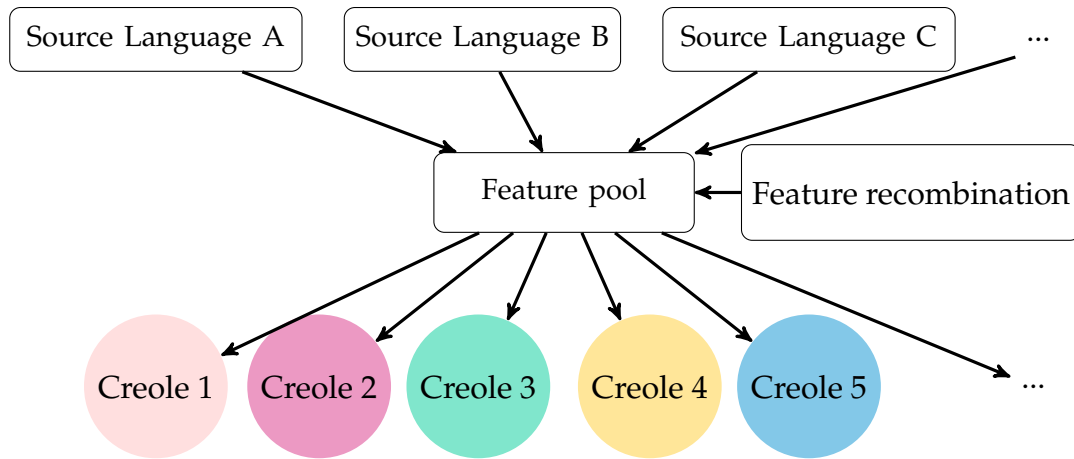 Source Language A
Source Language B
Source Language C
...
Feature pool
Feature recombination
Creole 1
Creole 2
Creole 3
Creole 4
Creole 5
...